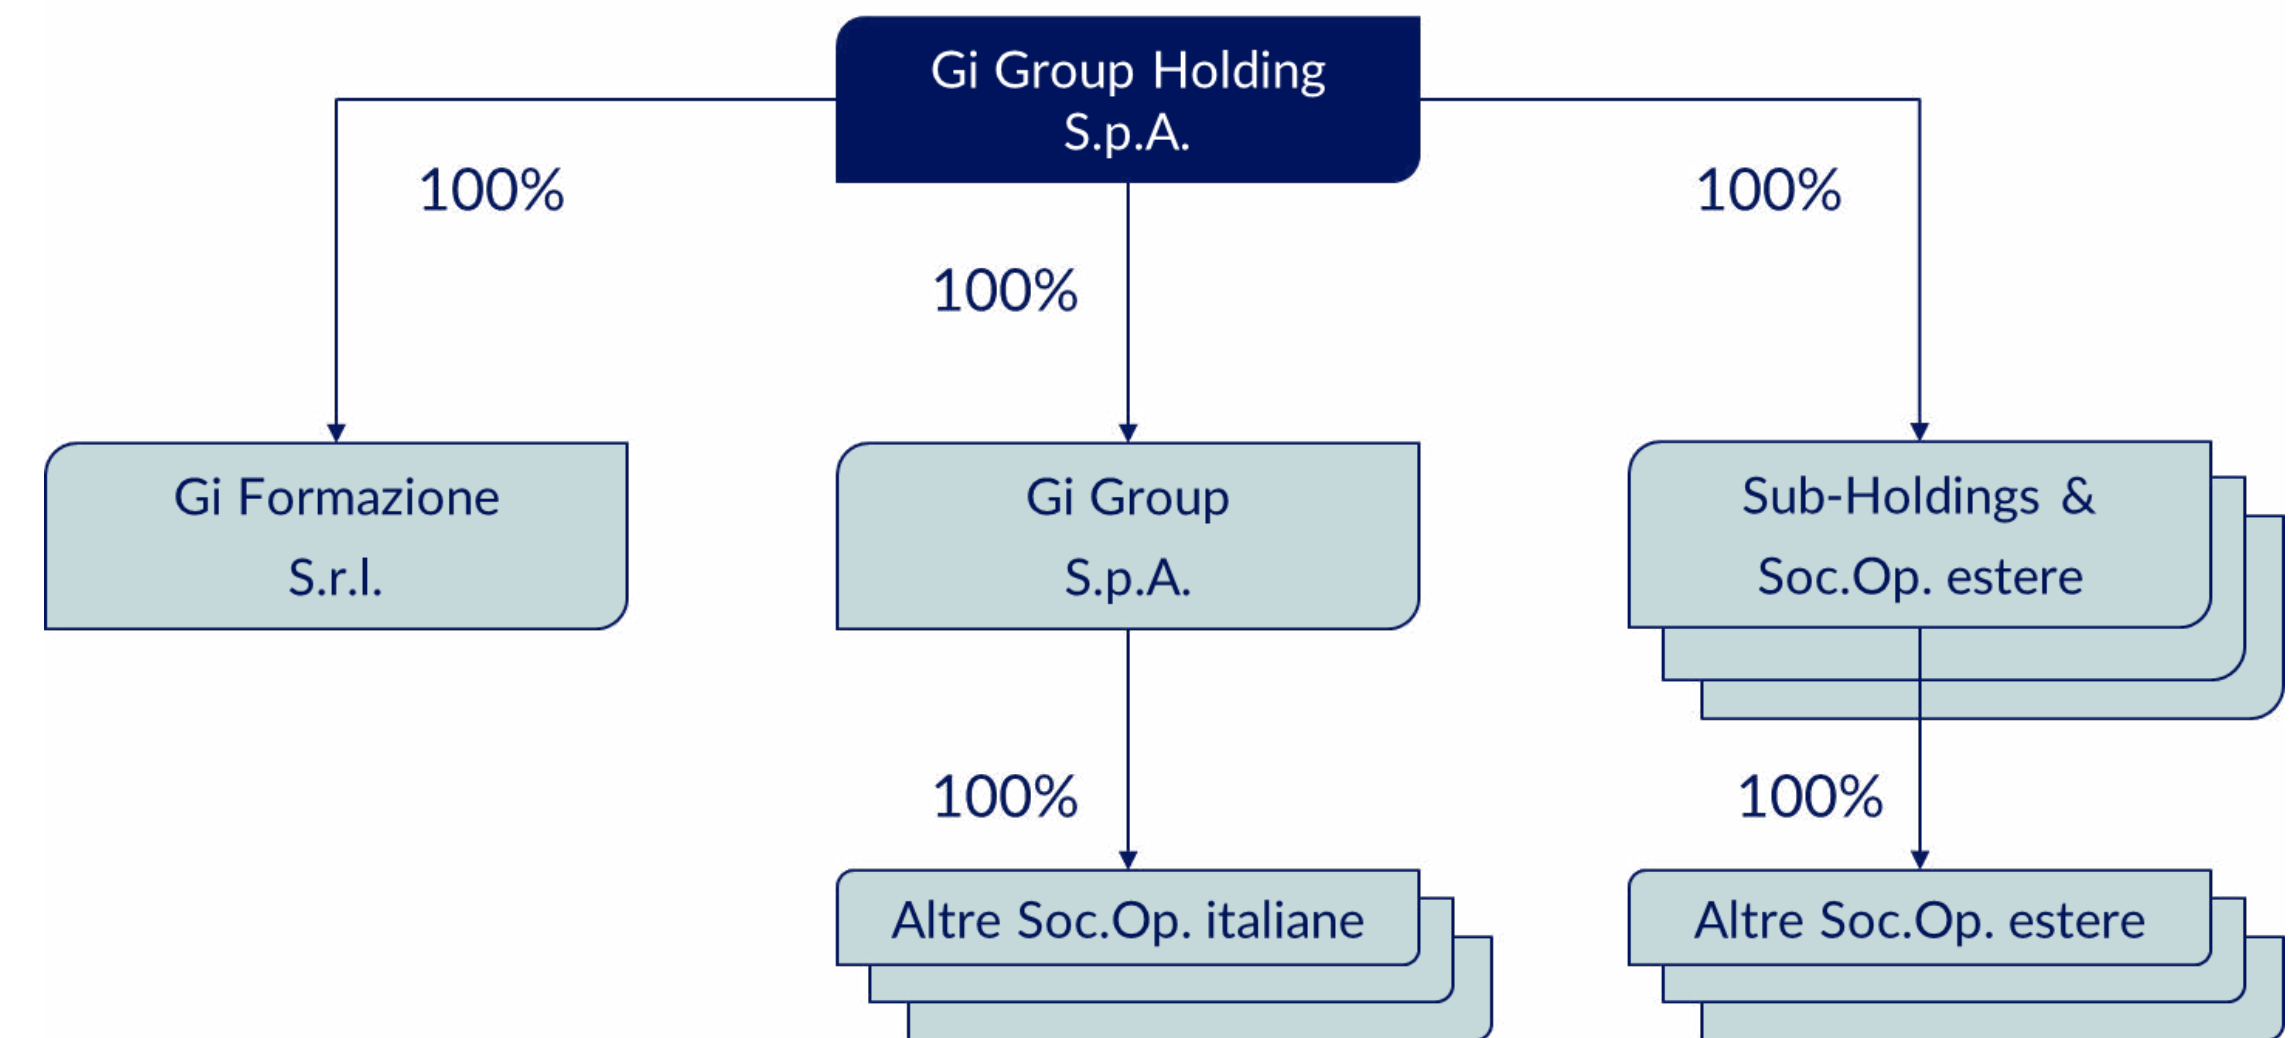 Gi Group Holding
S.p.A.
100%
100%
100%
Gi Formazione
S.r.l.
Gi Group
S.p.A.
Sub-Holdings &
Soc.Op. estere
100%
100%
Altre Soc.Op. italiane
Altre Soc.Op. estere